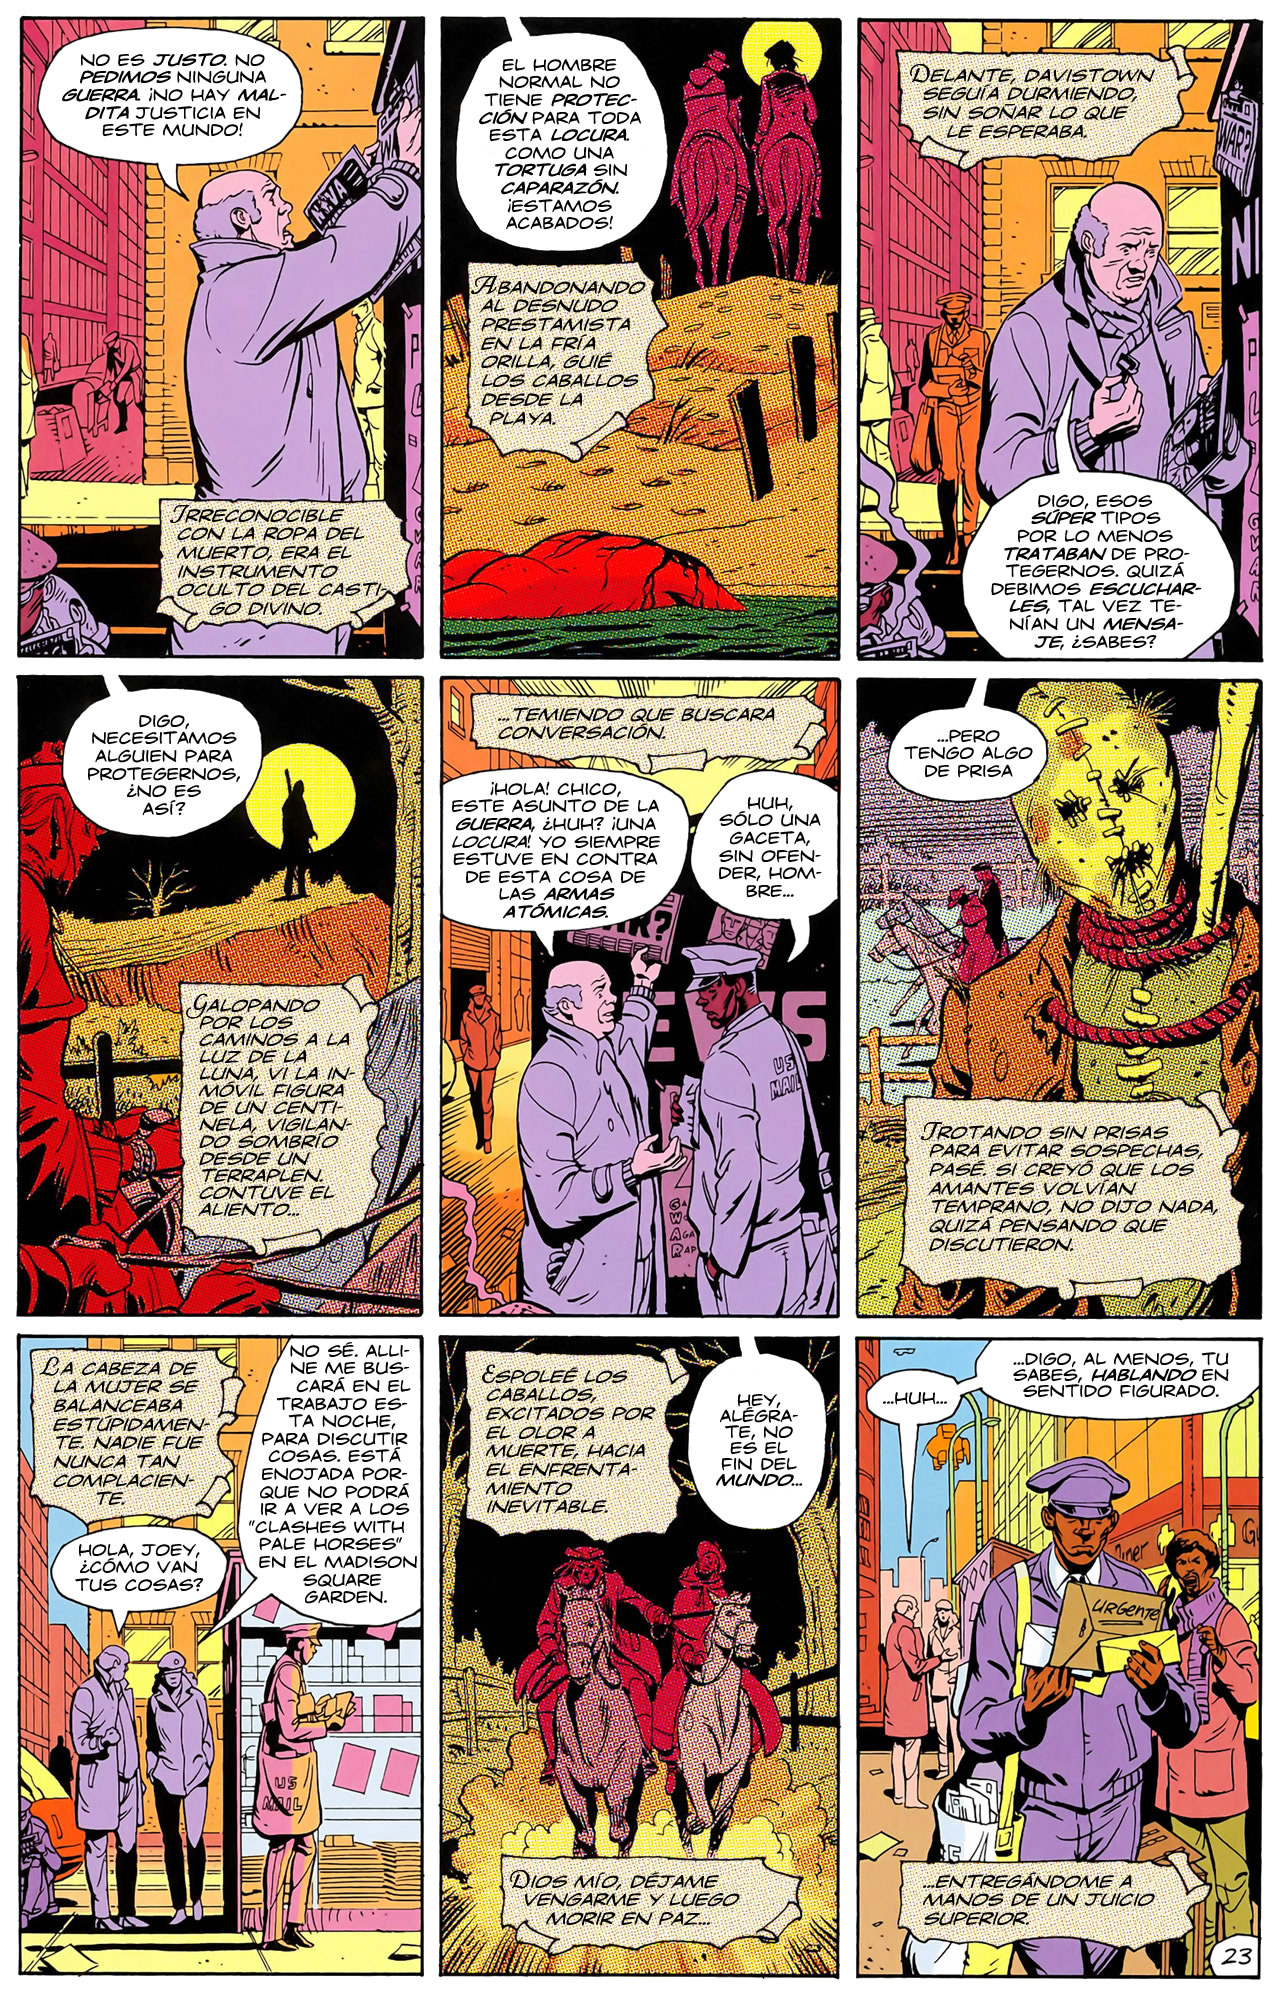 NO ES JUSTO. NO
PEDIMOS NINGUNA
GUERRA. ¡NO HAY MAL-
DITA JUSTICIA EN
ESTE MUNDO!
IRRECONOCIBLE
CON LA ROPA DEL
MUERTO, ERA EL
INSTRUMENTO
OCULTO DEL CASTI
GO DIVINO.
EL HOMBRE
NORMAL NO
TIENE PROTEC-
CIÓN PARA TODA
ESTA LOCURA.
COMO UNA
TORTUGA SIN
CAPARAZÓN.
¡ESTAMOS
ACABADOS!
ABANDONANDO
AL DESNUDO
PRESTAMISTA
EN LA FRÍA
ORILLA, GUIÉ
LOS CABALLOS
DESDE LA
PLAYA.
DELANTE, DAVISTOWN
SEGUÍA DURMIENDO,
SIN SOÑAR LO QUE
LE ESPERABA.
WAR?
DIGO, ESOS
SÚPER TIPOS
POR LO MENOS
TRATABAN DE PRO-
TEGERNOS. QUIZÁ
DEBIMOS ESCUCHAR-
LES, TAL VEZ TE-
NÍAN UN MENSA-
JE, ¿SABES?
DIGO,
NECESITAMOS
ALGUIEN PARA
PROTEGERNOS,
¿NO ES
ASÍ?
GALOPANDO
POR LOS
CAMINOS A LA
LUZ DE LA
LUNA, VI LA IN-
MÓVIL FIGURA
DE UN CENTI-
NELA, VIGILAN-
DO SOMBRÍO
DESDE UN
TERRAPLEN.
CONTUVE EL
ALIENTO...
...TEMIENDO QUE BUSCARA
CONVERSACIÓN.
¡HOLA! CHICO,
ESTE ASUNTO DE LA
GUERRA, ¿HUH? ¡UNA
LOCURA! YO SIEMPRE
ESTUVE EN CONTRA
DE ESTA COSA DE
LAS ARMAS
ATÓMICAS.
HUH,
SÓLO UNA
GACETA,
SIN OFEN-
DER, HOM-
BRE...
US
MAIL
...PERO
TENGO ALGO
DE PRISA
TROTANDO SIN PRISAS
PARA EVITAR SOSPECHAS,
PASÉ. SI CREYÓ QUE LOS
AMANTES VOLVÍAN
TEMPRANO, NO DIJO NADA,
QUIZÁ PENSANDO QUE
DISCUTIERON.
LA CABEZA DE
LA MUJER SE
BALANCEABA
ESTÚPIDAMEN-
TE. NADIE FUE
NUNCA TAN
COMPLACIEN-
TE.
HOLA, JOEY,
¿CÓMO VAN
TUS COSAS?
NO SÉ. ALLI-
NE ME BUS-
CARÁ EN EL
TRABAJO ES-
TA NOCHE,
PARA DISCUTIR
COSAS. ESTÁ
ENOJADA POR-
QUE NO PODRÁ
IR A VER A LOS
"CLASHES WITH
PALE HORSES"
EN EL MADISON
SQUARE
GARDEN.
US
MAIL
ESPOLEÉ LOS
CABALLOS,
EXCITADOS POR
EL OLOR A
MUERTE, HACIA
EL ENFRENTA-
MIENTO
INEVITABLE.
HEY,
ALÉGRA-
TE, NO
ES EL
FIN DEL
MUNDO...
DIOS MÍO, DÉJAME
VENGARME Y LUEGO
MORIR EN PAZ...
...DIGO, AL MENOS, TU
SABES, HABLANDO EN
SENTIDO FIGURADO.
...HUH...
URGENTE
...ENTREGÁNDOME A
MANOS DE UN JUICIO
SUPERIOR.
23